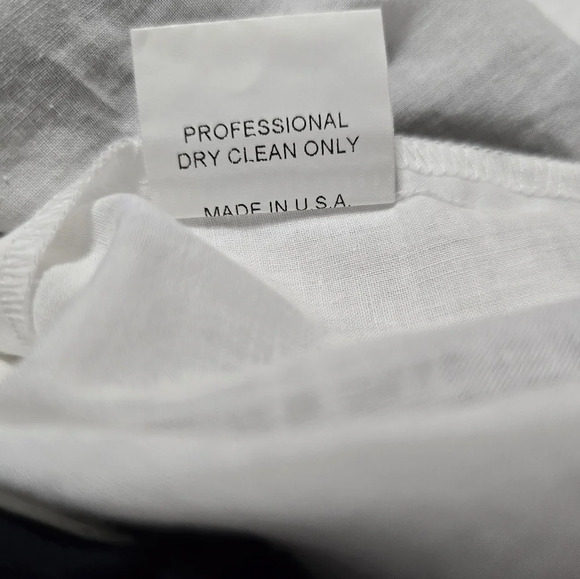 PROFESSIONAL
DRY CLEAN ONLY
MADE IN U.S.A.